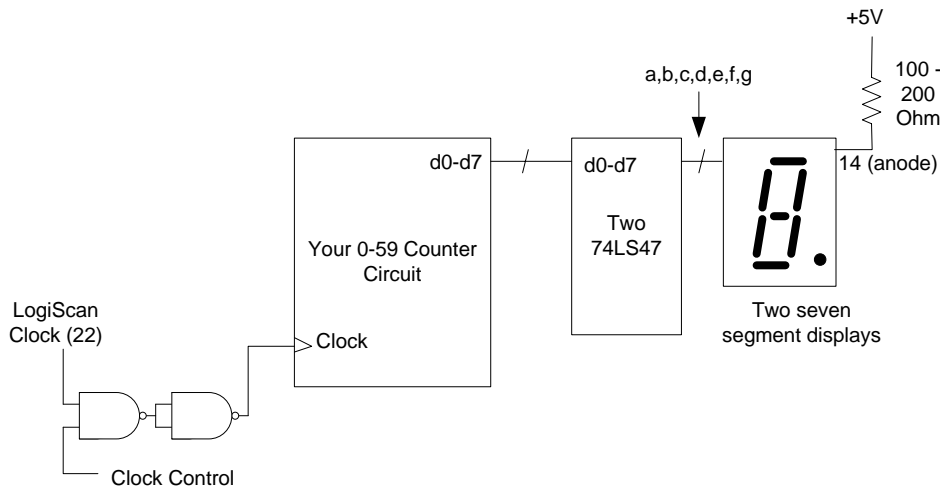 +5V
100 -
200
Ohm
a,b,c,d,e,f,g
14 (anode)
d0-d7
d0-d7
Your 0-59 Counter
Circuit
Two
74LS47
Two seven
segment displays
LogiScan
Clock (22)
Clock
Clock Control